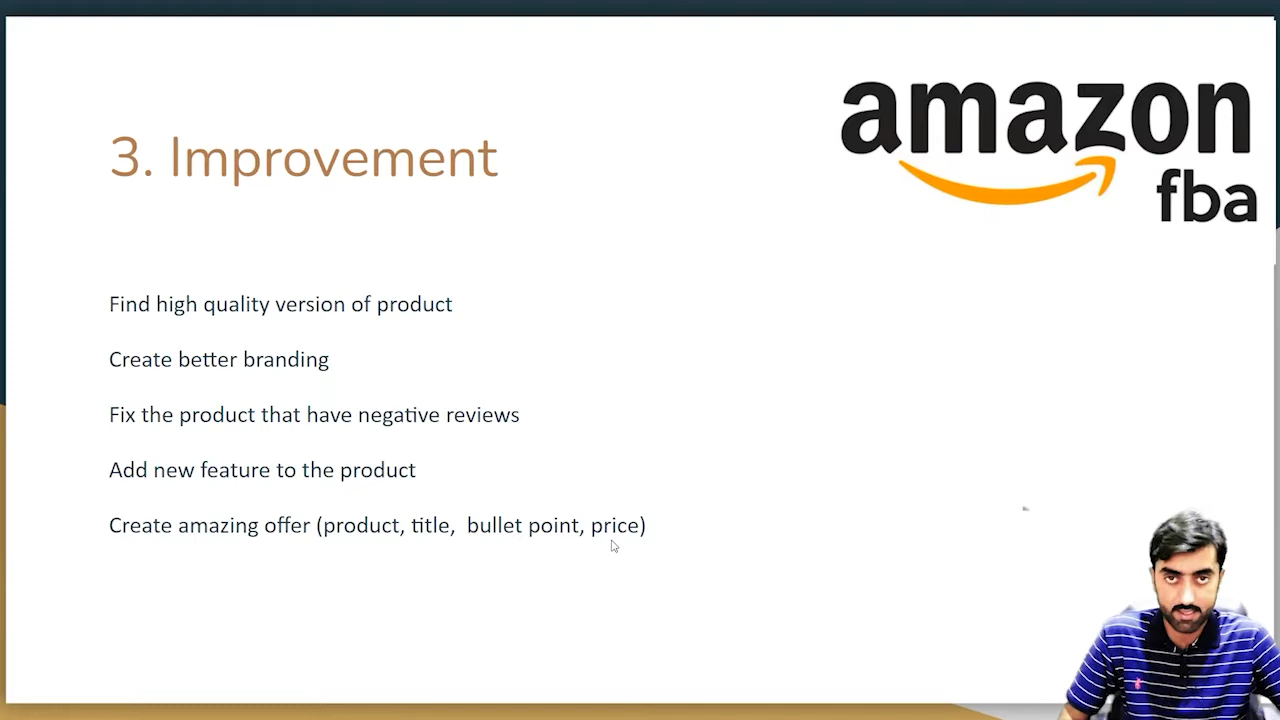 amazon
fba
3. Improvement
Find high quality version of product
Create better branding
Fix the product that have negative reviews
Add new feature to the product
Create amazing offer (product, title,  bullet point, price)